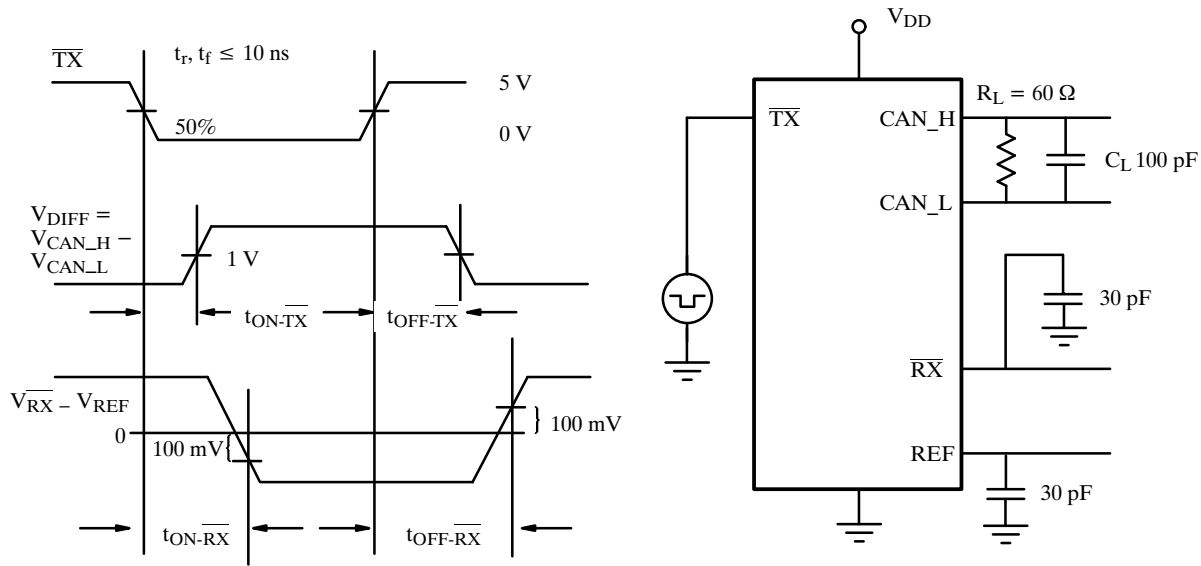 TX
t_r, t_f ≤ 10 ns
5 V
50%
0 V
V_DIFF =
V_CAN_H –
V_CAN_L
1 V
t_ON-TX
t_OFF-TX
V_RX – V_REF
0
100 mV
100 mV
t_ON-RX
t_OFF-RX
V_DD
R_L = 60 Ω
TX
CAN_H
C_L 100 pF
CAN_L
30 pF
RX
REF
30 pF